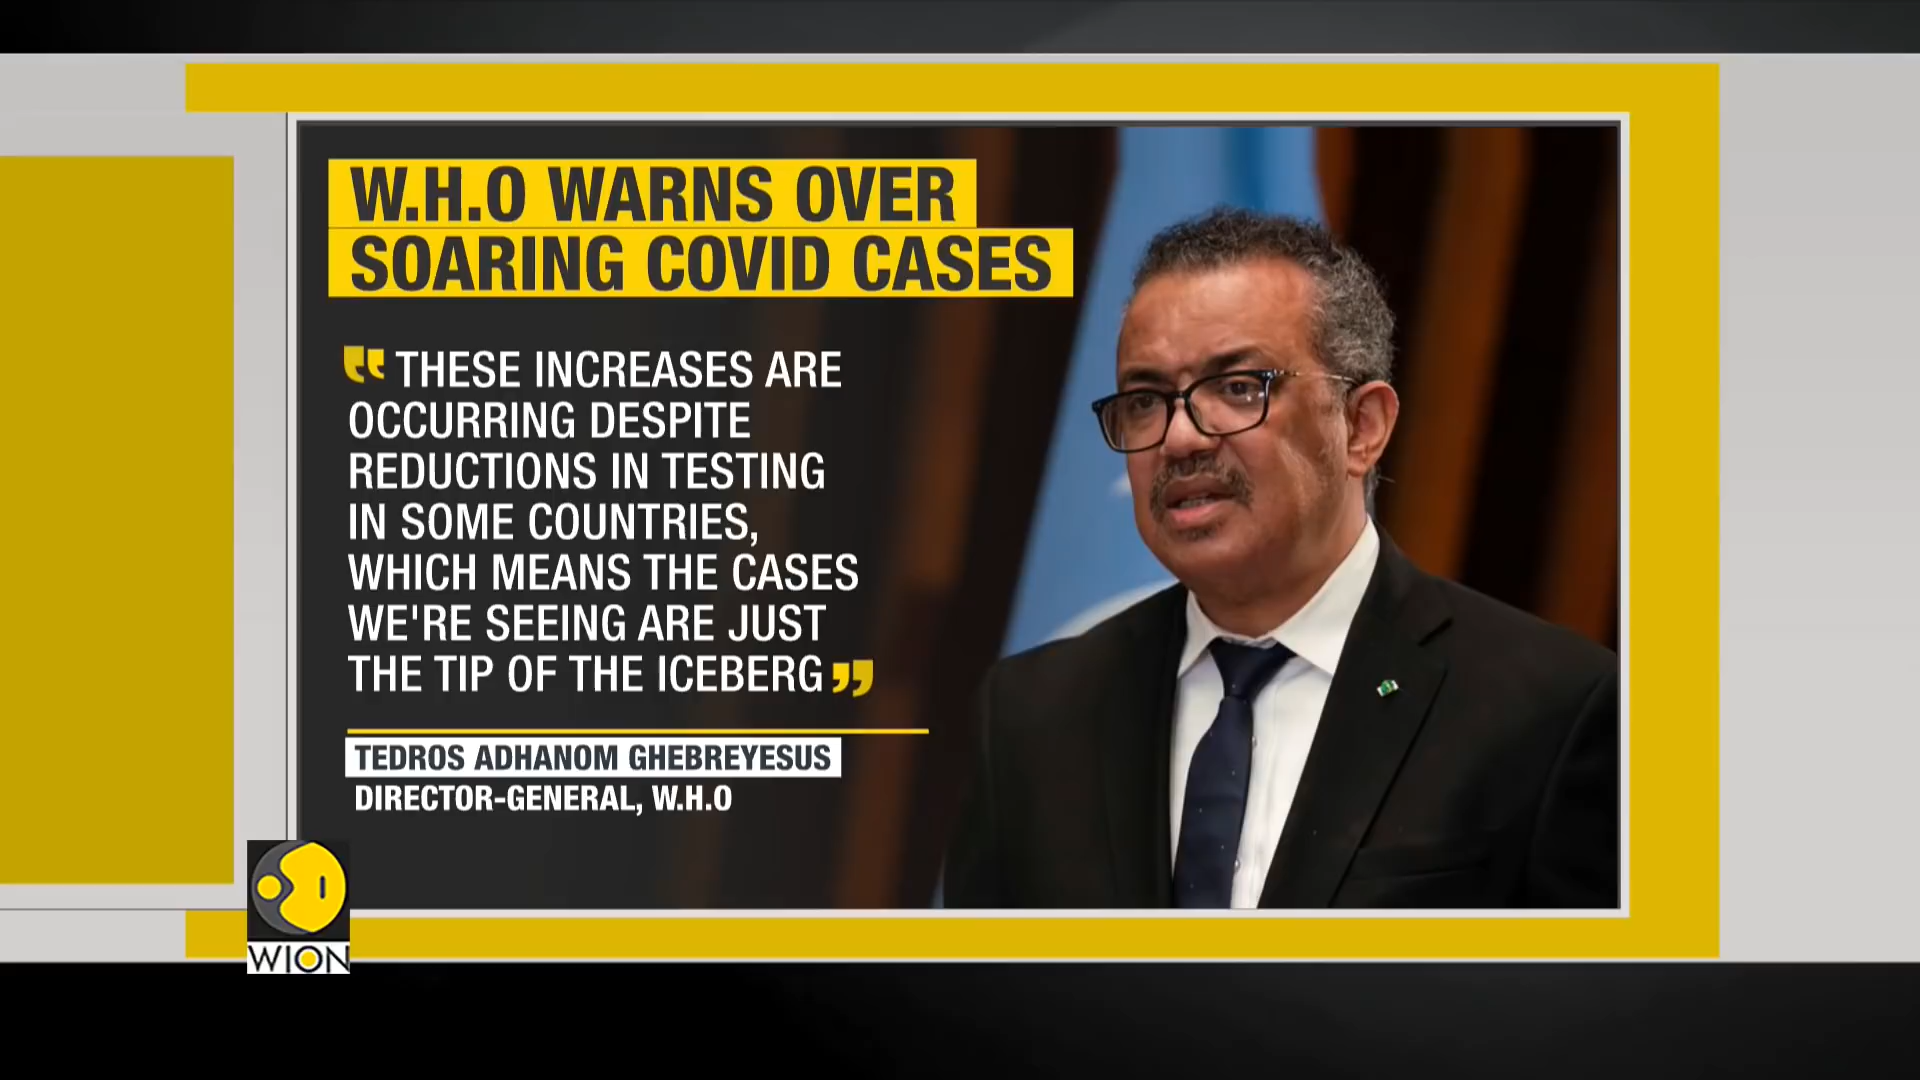 W.H.O WARNS OVER
SOARING COVID CASES
“ THESE INCREASES ARE
OCCURRING DESPITE
REDUCTIONS IN TESTING
IN SOME COUNTRIES,
WHICH MEANS THE CASES
WE'RE SEEING ARE JUST
THE TIP OF THE ICEBERG ”
TEDROS ADHANOM GHEBREYESUS
DIRECTOR-GENERAL, W.H.O
WION